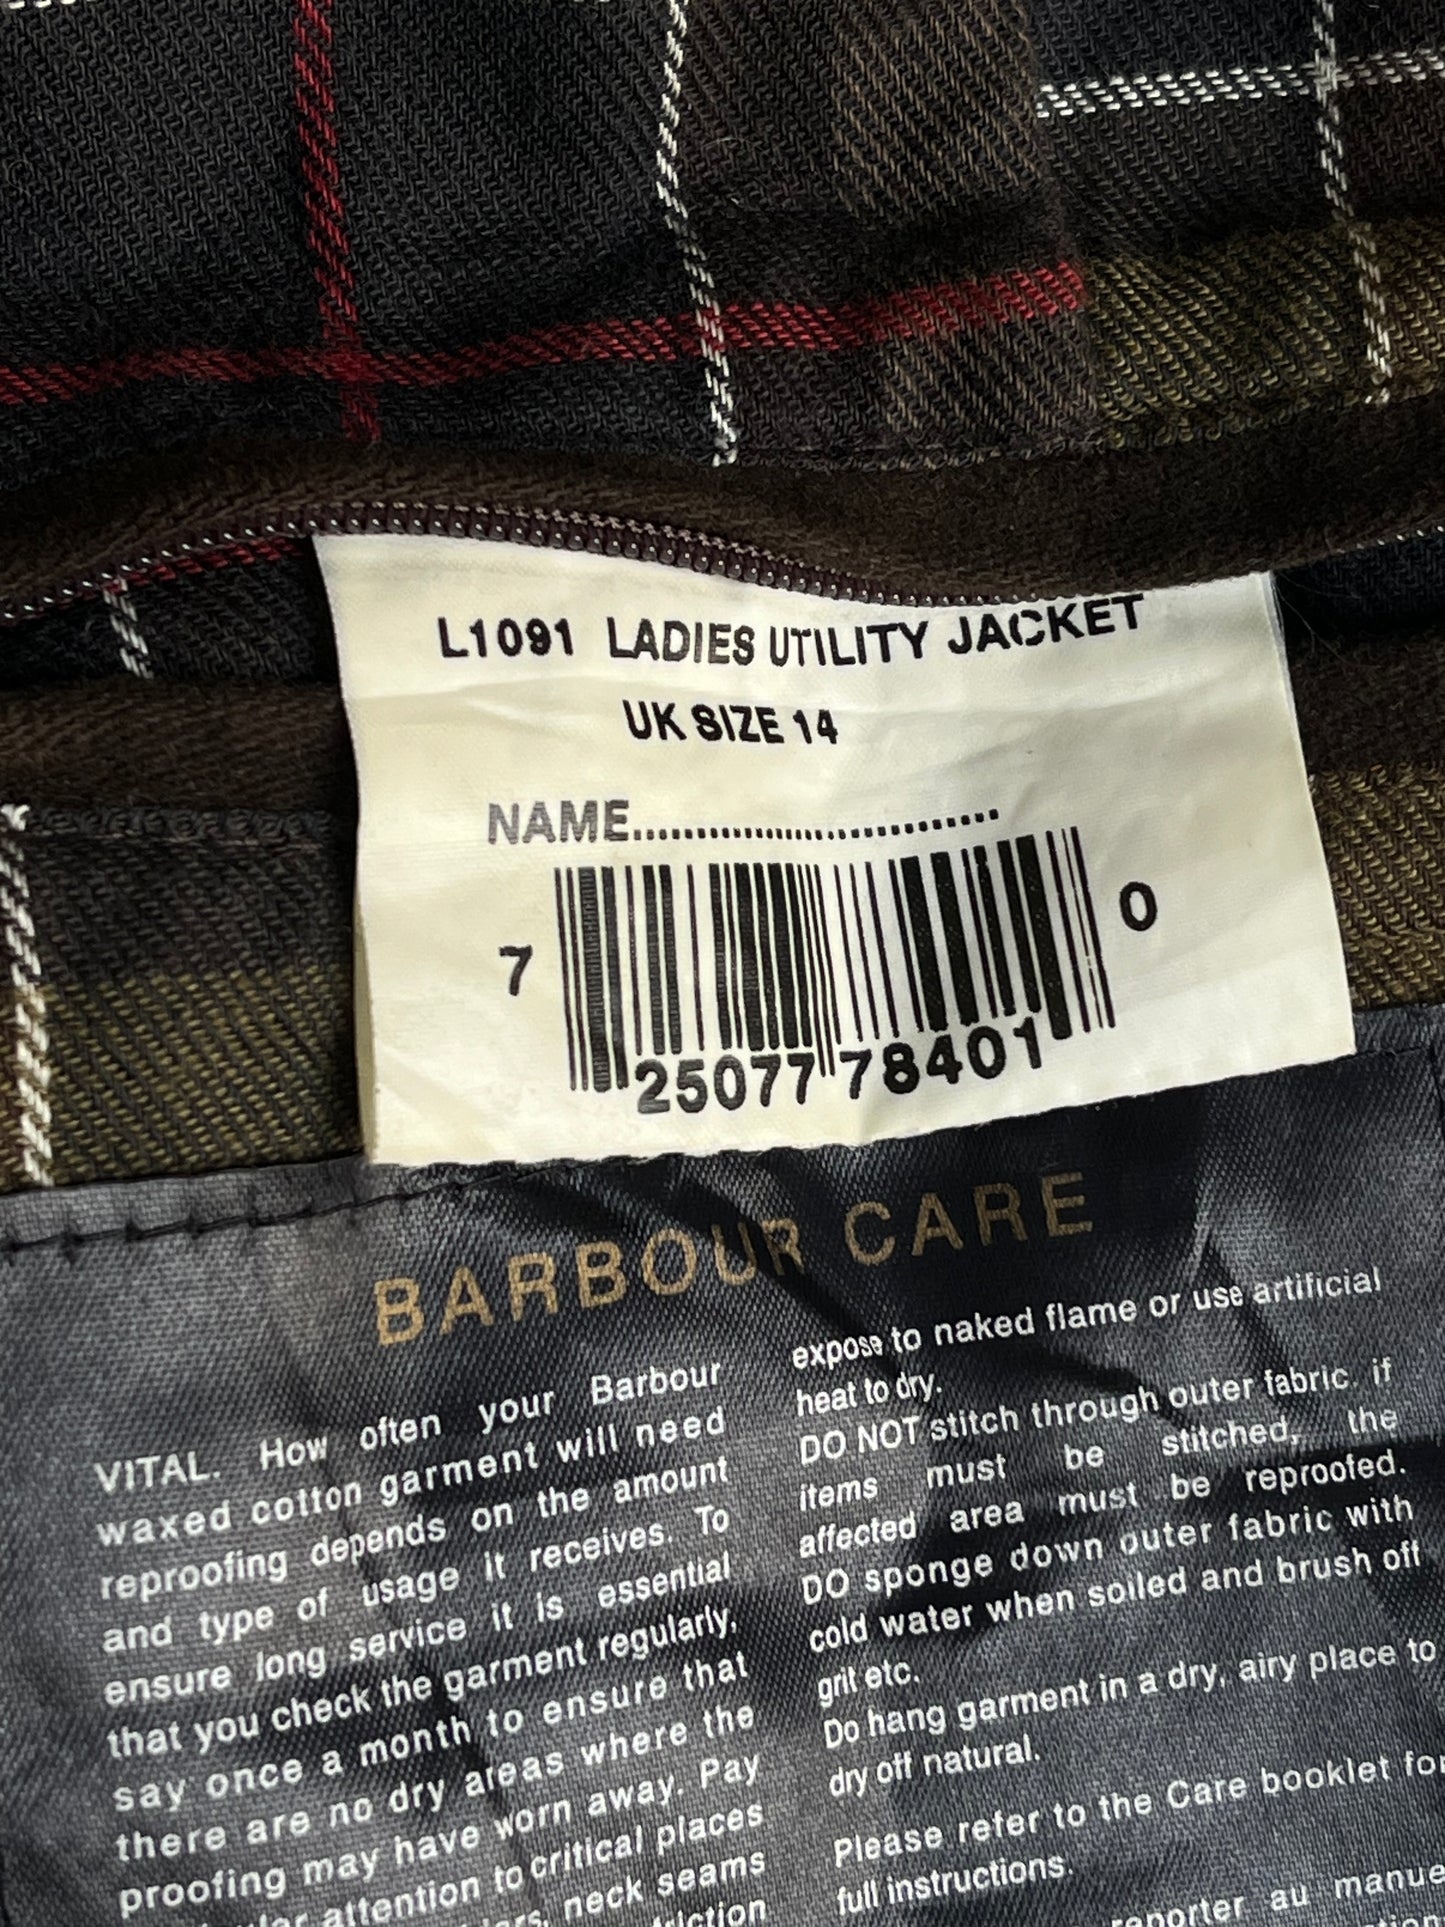 L1091 LADIES UTILITY JACKET
UK SIZE 14
NAME..............................
7 25077 78401 0
BARBOUR CARE
VITAL. How often your Barbour
waxed cotton garment will need
reproofing depends on the amount
and type of usage it receives. To
ensure long service it is essential
that you check the garment regularly,
say once a month to ensure that
there are no dry areas where the
proofing may have worn away. Pay
attention to critical places
neck seams
expose to naked flame or use artificial
heat to dry.
DO NOT stitch through outer fabric. if
items must be stitched, the
affected area must be reproofed.
DO sponge down outer fabric with
cold water when soiled and brush off
grit etc.
Do hang garment in a dry, airy place to
dry off natural.
Please refer to the Care booklet for
full instructions.
au